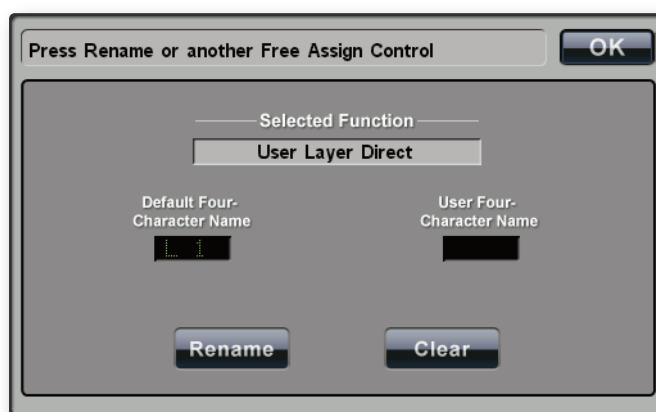 Press Rename or another Free Assign Control
OK
Selected Function
User Layer Direct
Default Four-
Character Name
User Four-
Character Name
L 1
Rename
Clear